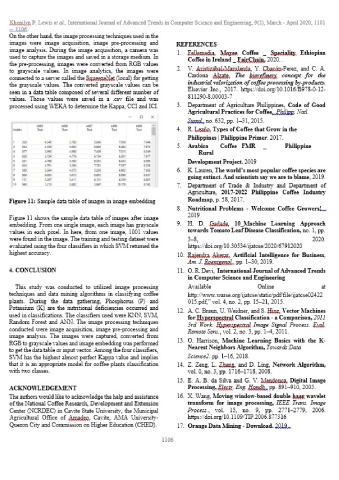 Khenilyn P. Lewis et al., International Journal of Advanced Trends in Computer Science and Engineering, 9(2), March - April 2020, 1101
– 1106
On the other hand, the image processing techniques used in the
images were image acquisition, image pre-processing and
image analysis. During the image acquisition, a camera was
used to capture the images and saved in a storage medium. In
the pre-processing, images were converted from RGB values
to grayscale values. In image analytics, the images were
connected to a server called the Squeezelet (local) for getting
the grayscale values. The converted grayscale values can be
seen in a data table composed of several different number of
values. Those values were saved in a csv file and was
processed using WEKA to determine the Kappa, CCI and ICI.
Figure 11: Sample data table of images in image embedding
Figure 11 shows the sample data table of images after image
embedding. From one single image, each image has grayscale
values in each pixel. In here, from one image, 1001 values
were found in the image. The training and testing dataset were
evaluated using the four classifiers in which SVM returned the
highest accuracy.
4. CONCLUSION
This study was conducted to utilized image processing
techniques and data mining algorithms in classifying coffee
plants. During the data gathering, Phosphorus (P) and
Potassium (K) are the nutritional deficiencies occurred and
used in classifications. The classifiers used were KNN, SVM,
Random Forest and ANN. The image processing techniques
conducted were image acquisition, image pre-processing and
image analysis. The images were captured, converted from
RGB to grayscale values and image embedding was performed
to get the data table as input vector. Among the four classifiers,
SVM has the highest almost perfect Kappa value and implies
that it is an appropriate model for coffee plants classification
with two classes.
ACKNOWLEDGEMENT
The authors would like to acknowledge the help and assistance
of the National Coffee Research, Development and Extension
Center (NCRDEC) in Cavite State University, the Municipal
Agricultural Office of Amadeo, Cavite, AMA University-
Quezon City and Commission on Higher Education (CHED).
REFERENCES
1. Fellemedia, Magee Coffee _ Speciality Ethiopian
Coffee in Ireland _ FairChain. 2020.
2. V. Aristizábal-Marulanda, Y. Chacón-Perez, and C. A.
Cardona Alzate, The biorefinery concept for the
industrial valorization of coffee processing by-products.
Elsevier Inc., 2017. https://doi.org/10.1016/B978-0-12-
811290-8.00003-7
3. Department of Agriculture Philippines, Code of Good
Agricultural Practices for Coffee, Philipp. Natl.
Stand., no. 632, pp. 1–31, 2015.
4. R. Lazaro, Types of Coffee that Grow in the
Philippines | Philippine Primer. 2017.
5. Arabica Coffee FMR _ Philippine
Rural
Development Project. 2019
6. K. Lauren, The world's most popular coffee species are
going extinct. And scientists say we are to blame, 2019.
7. Department of Trade & Industry and Department of
Agriculture, 2017-2022 Philippine Coffee Industry
Roadmap, p. 58, 2017.
8. Nutritional Problems - Welcome Coffee Growers!,.
2019
9. H. D. Gadade, 10_Machine Learning Approach
towards Tomato Leaf Disease Classification, no. 1, pp.
3–8, 2020.
https://doi.org/10.30534/ijatcse/2020/67912020
10. Rajendra Akerar, Artificial Intelligence for Business,
Am. J. Roentgenol., pp. 1–30, 2019.
11. O. R. Devi, International Journal of Advanced Trends
in Computer Science and Engineering
Available Online at
http://www.warse.org/ijatcse/static/pdf/file/ijatcse02422
015.pdf," vol. 4, no. 2, pp. 15–21, 2015.
12. A. C. Braun, U. Weidner, and S. Hinz, Vector Machines
for Hyperspectral Classification - a Comparison, 2011
3rd Work. Hyperspectral Image Signal Process. Evol.
Remote Sens., vol. 2, no. 3, pp. 1–4, 2011.
13. O. Harrison, Machine Learning Basics with the K-
Nearest Neighbors Algorithm, Towards Data
Science2. pp. 1–16, 2018.
14. Z. Zeng, L. Zhang, and D. Ling, Network Algorithm,
vol. 0, no. 3, pp. 1716–1718, 2008.
15. E. A. B. da Silva and G. V. Mendonca, Digital Image
Processing, Electr. Eng. Handb., pp. 891–910, 2005.
16. X. Wang, Moving window-based double haar wavelet
transform for image processing, IEEE Trans. Image
Process., vol. 15, no. 9, pp. 2771–2779, 2006.
https://doi.org/10.1109/TIP.2006.877316
17. Orange Data Mining - Download. 2019..
1106